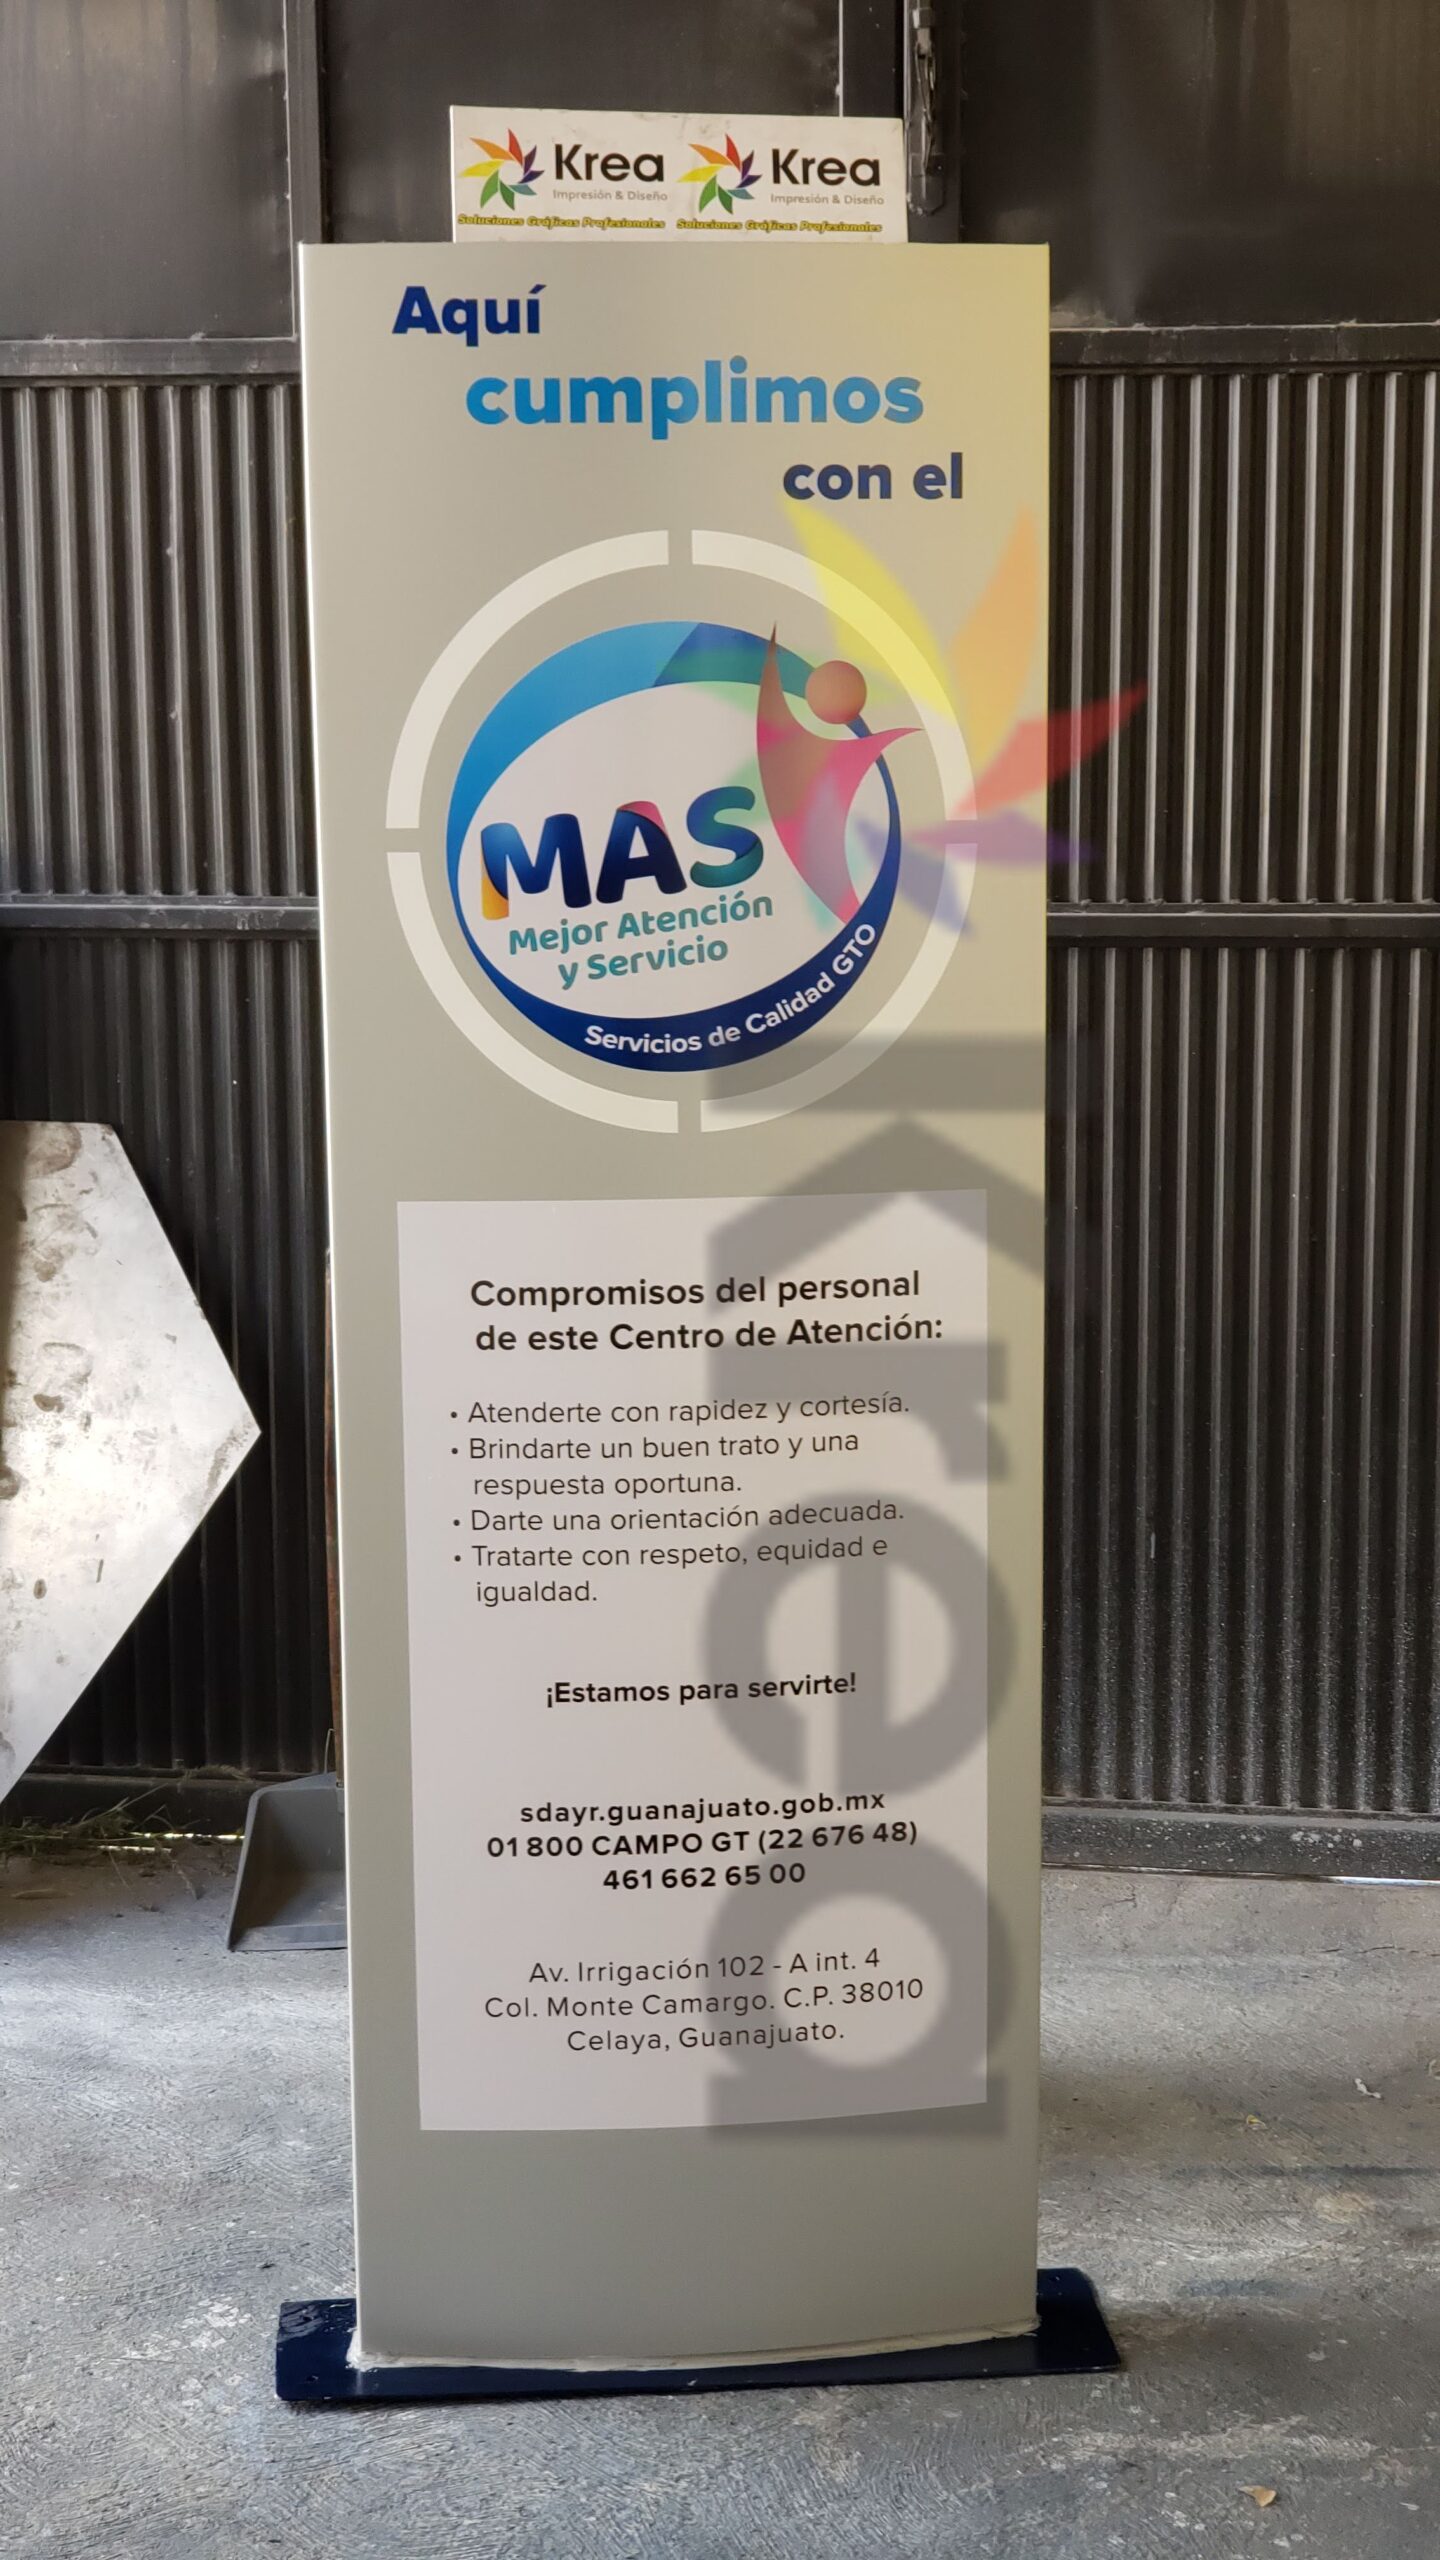 Krea Krea
Impresión & Diseño Impresión & Diseño
Soluciones Gráficas Profesionales Soluciones Gráficas Profesionales
Aquí
cumplimos
con el
MAS
Mejor Atención
y Servicio
Servicios de Calidad GTO
Compromisos del personal
de este Centro de Atención:
• Atenderte con rapidez y cortesía.
• Brindarte un buen trato y una
respuesta oportuna.
• Darte una orientación adecuada.
• Tratarte con respeto, equidad e
igualdad.
¡Estamos para servirte!
sdayr.guanajuato.gob.mx
01 800 CAMPO GT (22 676 48)
461 662 65 00
Av. Irrigación 102 - A int. 4
Col. Monte Camargo. C.P. 38010
Celaya, Guanajuato.